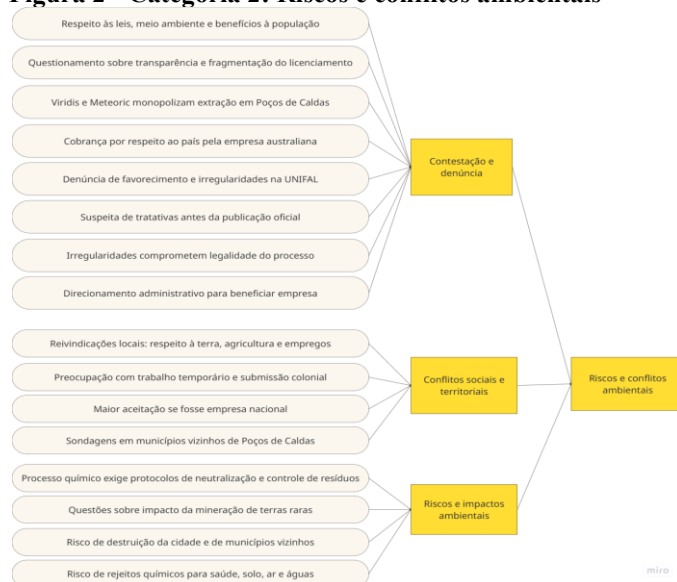 Figura 2 - Categoria 2: Riscos e conflitos ambientais
Respeito às leis, meio ambiente e benefícios à população
Questionamento sobre transparência e fragmentação do licenciamento
Viridis e Meteoric monopolizam extração em Poços de Caldas
Cobrança por respeito ao país pela empresa australiana
Denúncia de favorecimento e irregularidades na UNIFAL
Suspeita de tratativas antes da publicação oficial
Irregularidades comprometem legalidade do processo
Direcionamento administrativo para beneficiar empresa
Contestação e
denúncia
Reivindicações locais: respeito à terra, agricultura e empregos
Preocupação com trabalho temporário e submissão colonial
Maior aceitação se fosse empresa nacional
Sondagens em municípios vizinhos de Poços de Caldas
Conflitos sociais e
territoriais
Riscos e conflitos
ambientais
Processo químico exige protocolos de neutralização e controle de resíduos
Questões sobre impacto da mineração de terras raras
Risco de destruição da cidade e de municípios vizinhos
Risco de rejeitos químicos para saúde, solo, ar e águas
Riscos e impactos
ambientais
miro